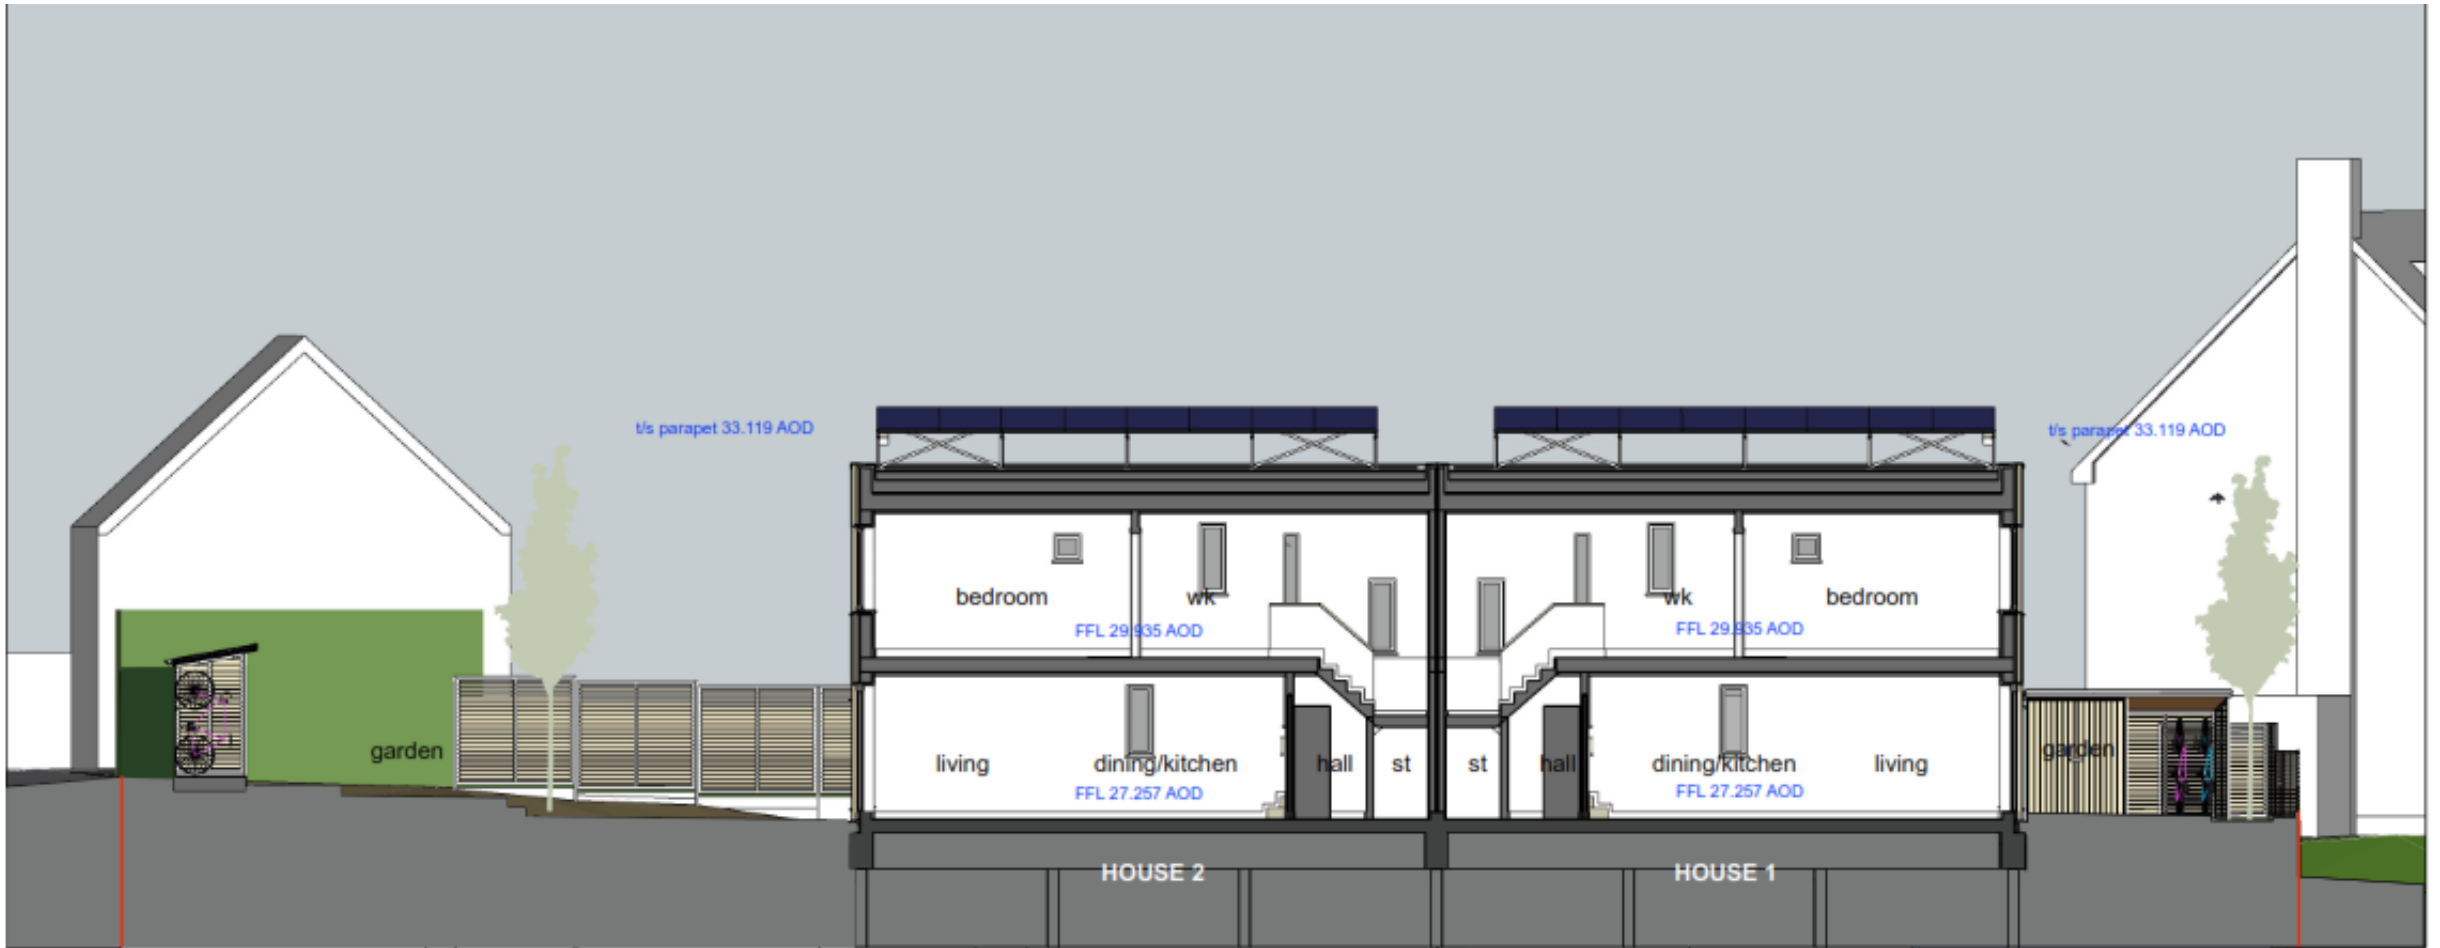 t/s parapet 33.119 AOD
t/s parapet 33.119 AOD
bedroom
wk
wk
bedroom
FFL 29.935 AOD
FFL 29.935 AOD
garden
living
dining/kitchen
hall
st
st
hall
dining/kitchen
living
garden
FFL 27.257 AOD
FFL 27.257 AOD
HOUSE 2
HOUSE 1